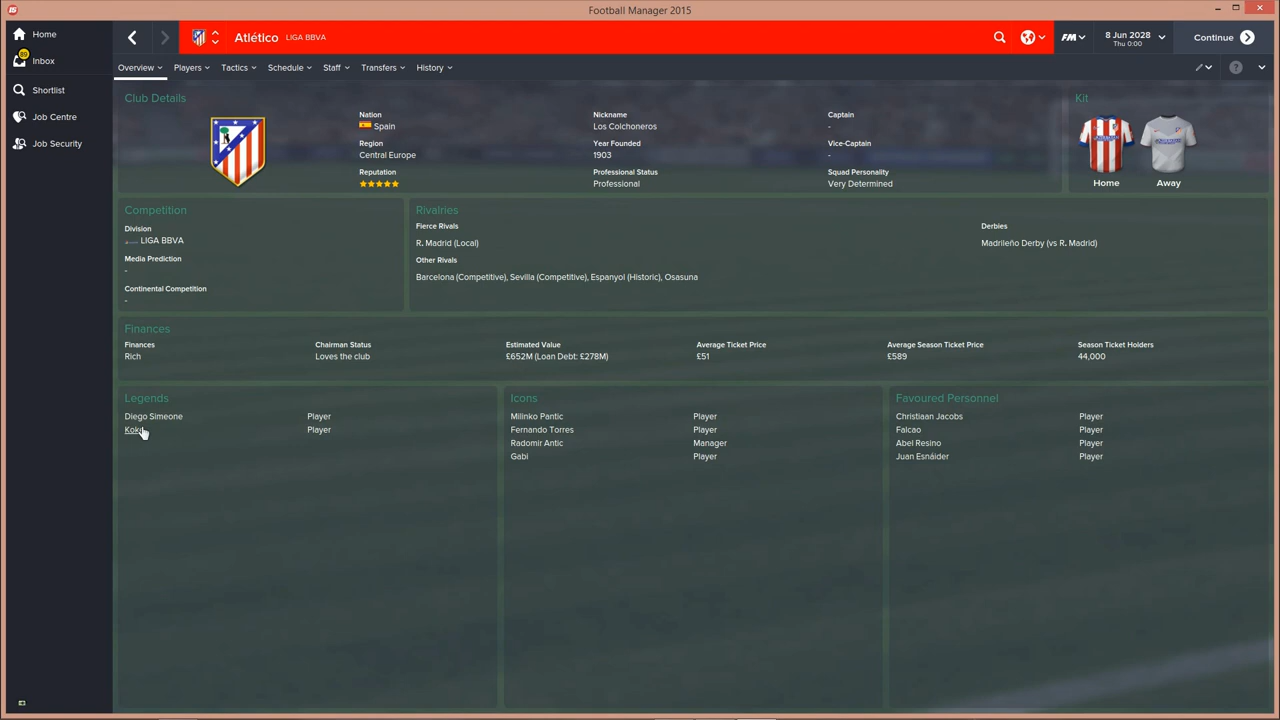 Football Manager 2015
Home
89
Inbox
Shortlist
Job Centre
Job Security
Atlético LIGA BBVA
FM
8 Jun 2028
Thu 0:00
Continue
Overview Players Tactics Schedule Staff Transfers History
Club Details
Nation
Spain
Region
Central Europe
Reputation
Nickname
Los Colchoneros
Year Founded
1903
Professional Status
Professional
Captain
-
Vice-Captain
-
Squad Personality
Very Determined
Kit
Home Away
Competition
Division
LIGA BBVA
Media Prediction
-
Continental Competition
-
Rivalries
Fierce Rivals
R. Madrid (Local)
Other Rivals
Barcelona (Competitive), Sevilla (Competitive), Espanyol (Historic), Osasuna
Derbies
Madrileño Derby (vs R. Madrid)
Finances
Finances Chairman Status Estimated Value Average Ticket Price Average Season Ticket Price Season Ticket Holders
Rich Loves the club £652M (Loan Debt: £278M) £51 £589 44,000
Legends
Diego Simeone Player
Koke Player
Icons
Milinko Pantic Player
Fernando Torres Player
Radomir Antic Manager
Gabi Player
Favoured Personnel
Christiaan Jacobs Player
Falcao Player
Abel Resino Player
Juan Esnáider Player